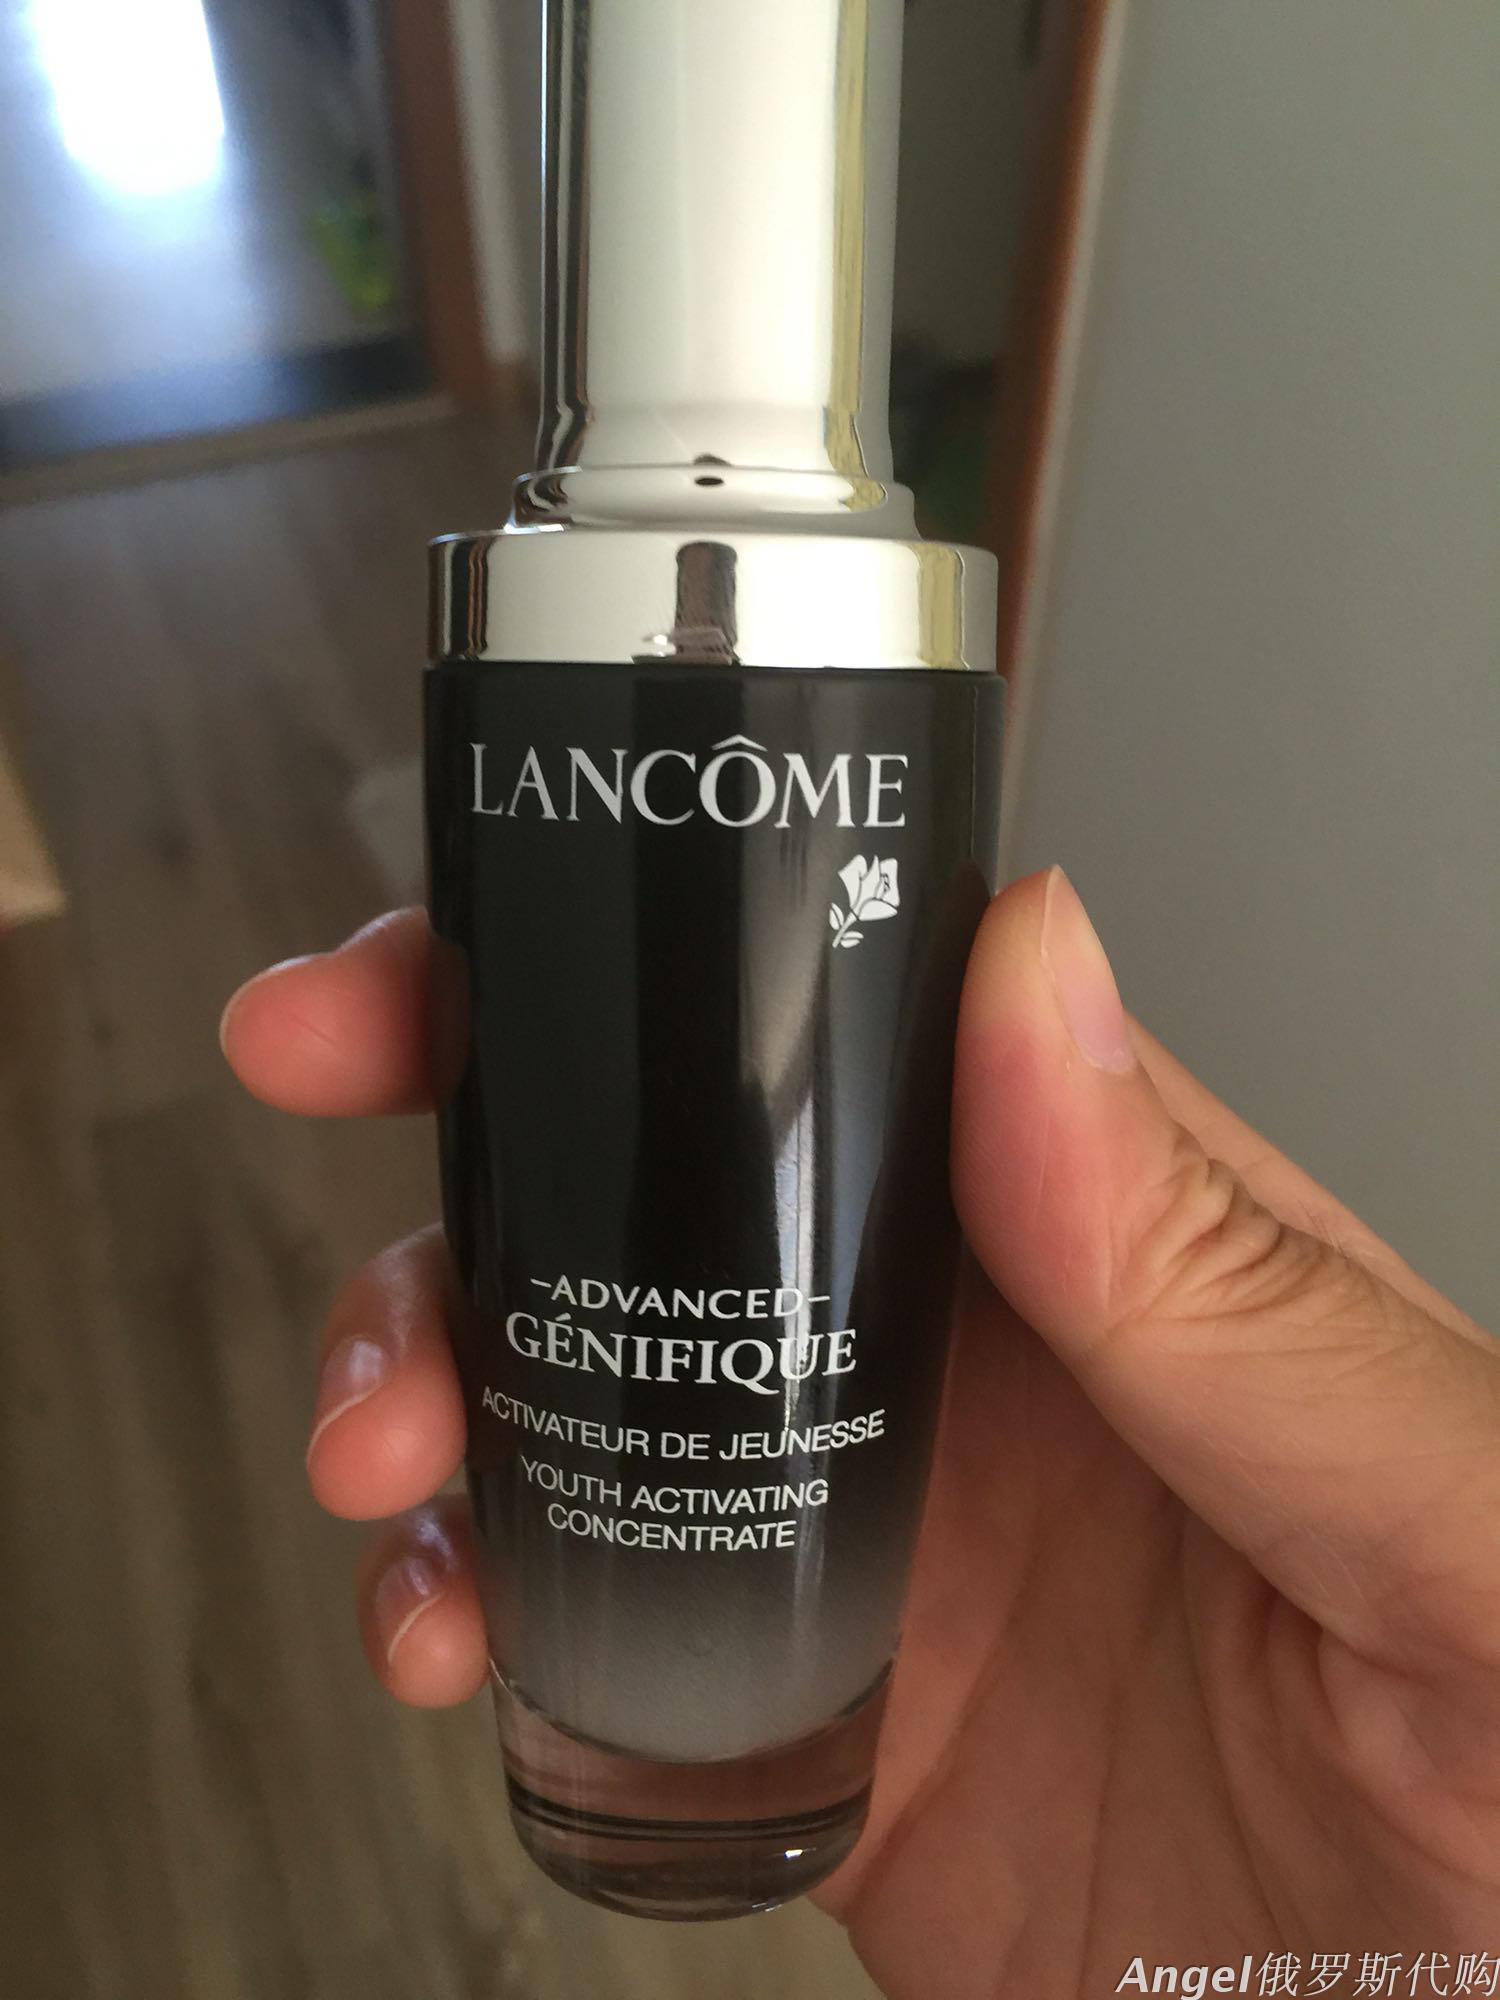 LANCÔME
-ADVANCED-
GÉNIFIQUE
ACTIVATEUR DE JEUNESSE
YOUTH ACTIVATING
CONCENTRATE
Angel俄罗斯代购